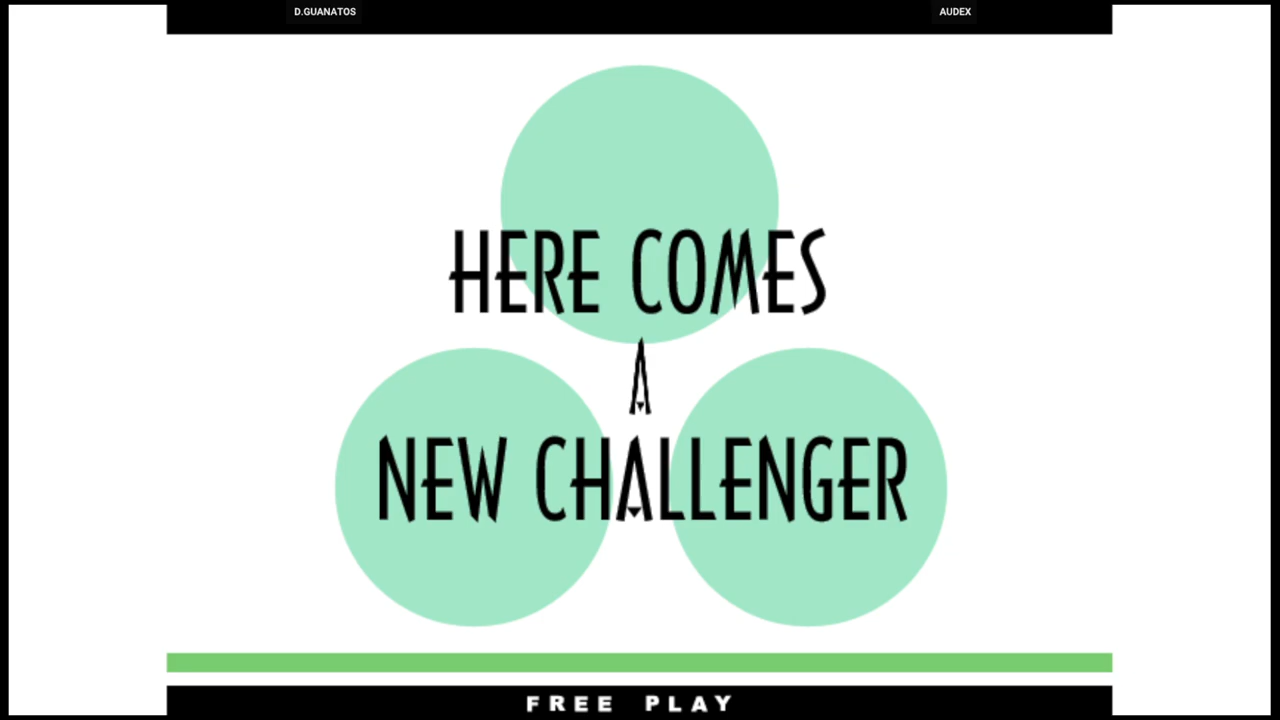 D.GUANATOS
AUDEX
HERE COMES
A
NEW CHALLENGER
FREE PLAY